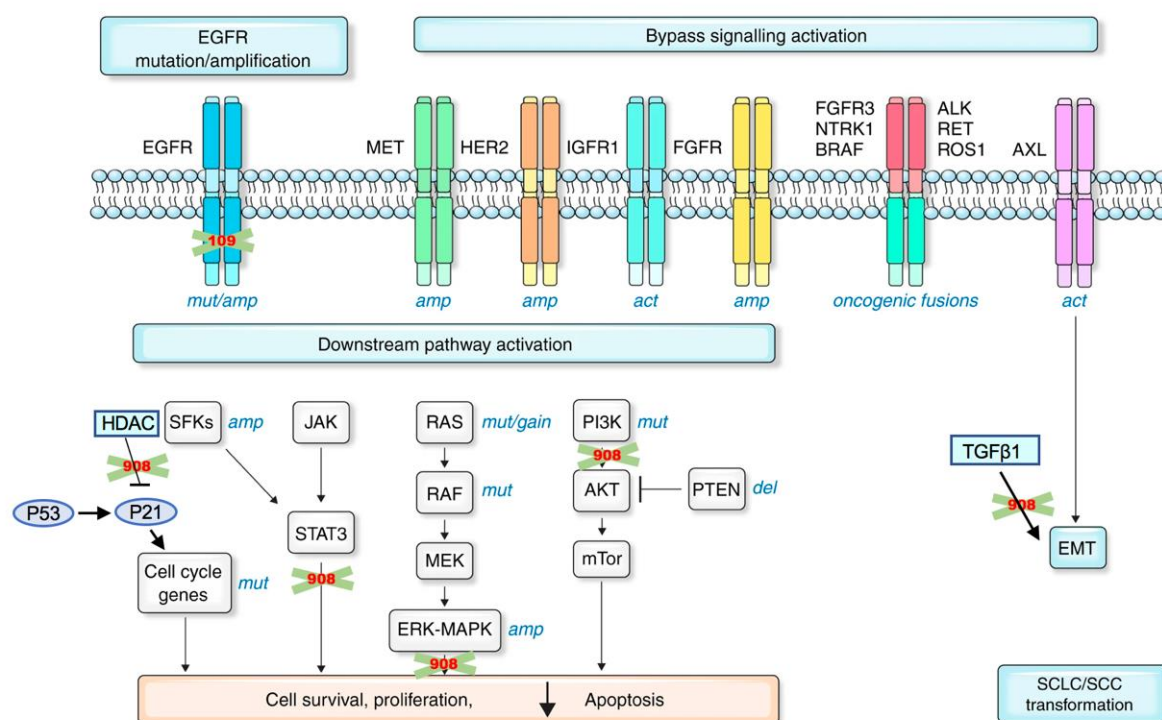 EGFR
mutation/amplification
Bypass signalling activation
EGFR
MET
HER2
IGFR1
FGFR
FGFR3
NTRK1
BRAF
ALK
RET
ROS1
AXL
109
mut/amp
amp
amp
act
amp
oncogenic fusions
act
Downstream pathway activation
HDAC
SFKs
amp
JAK
RAS
mut/gain
PI3K
mut
908
908
TGFβ1
RAF
mut
AKT
PTEN
del
P53
P21
908
STAT3
EMT
Cell cycle
genes
mut
MEK
mTor
908
ERK-MAPK
amp
908
Cell survival, proliferation, Apoptosis
SCLC/SCC
transformation